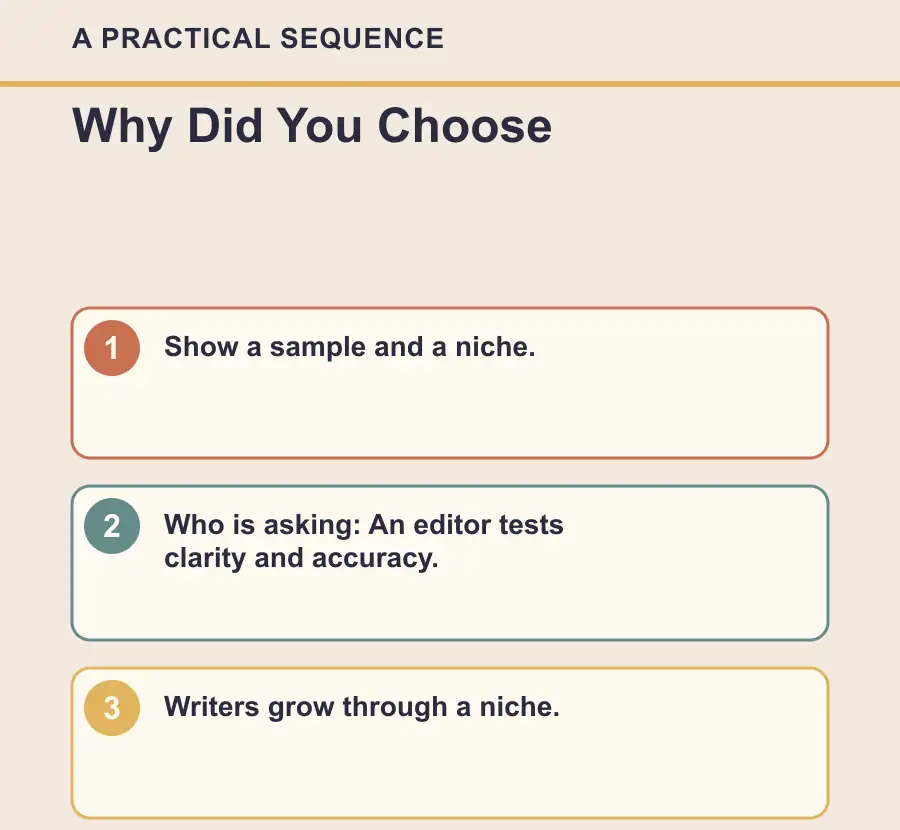 A PRACTICAL SEQUENCE
Why Did You Choose
1
Show a sample and a niche.
2
Who is asking: An editor tests
clarity and accuracy.
3
Writers grow through a niche.